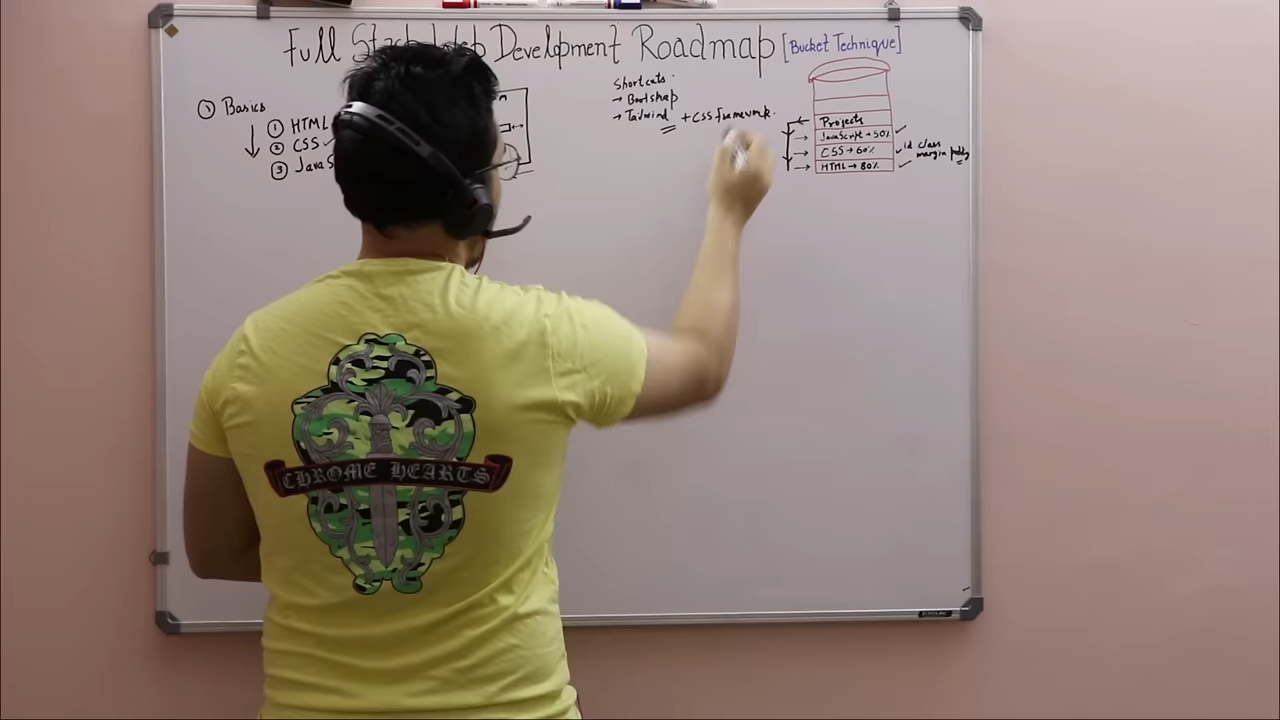 Full Stack Web Development Roadmap [Bucket Technique]
① Basics
① HTML
② CSS
③ JavaS
Shortcuts
→ Bootstrap
→ Tailwind + CSS framework.
Projects
JavaScript → 50%
CSS → 60%
HTML → 80%
id class
margin
CHROME HEARTS